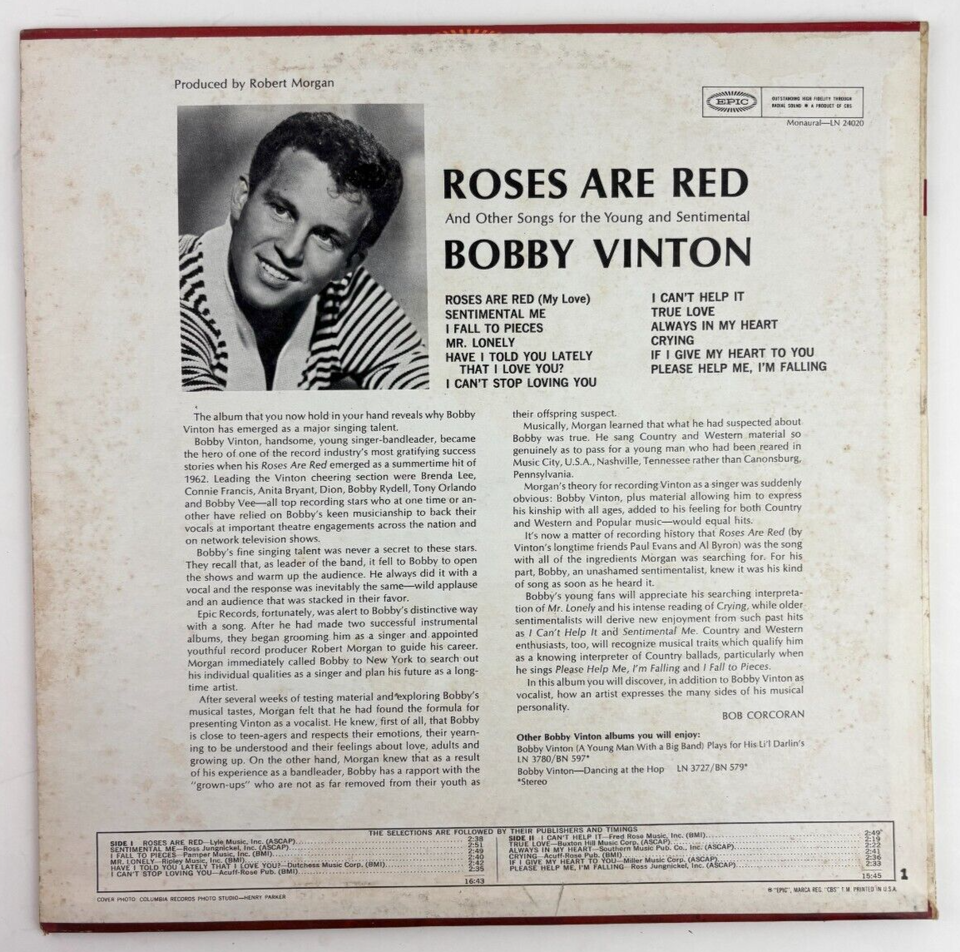 Produced by Robert Morgan
EPIC
OUTSTANDING HIGH FIDELITY THROUGH
RADIAL SOUND ★ A PRODUCT OF CBS
Monaural—LN 24020
ROSES ARE RED
And Other Songs for the Young and Sentimental
BOBBY VINTON
ROSES ARE RED (My Love)
SENTIMENTAL ME
I FALL TO PIECES
MR. LONELY
HAVE I TOLD YOU LATELY
THAT I LOVE YOU?
I CAN'T STOP LOVING YOU
I CAN'T HELP IT
TRUE LOVE
ALWAYS IN MY HEART
CRYING
IF I GIVE MY HEART TO YOU
PLEASE HELP ME, I'M FALLING
The album that you now hold in your hand reveals why Bobby
Vinton has emerged as a major singing talent.
Bobby Vinton, handsome, young singer-bandleader, became
the hero of one of the record industry's most gratifying success
stories when his Roses Are Red emerged as a summertime hit of
1962. Leading the Vinton cheering section were Brenda Lee,
Connie Francis, Anita Bryant, Dion, Bobby Rydell, Tony Orlando
and Bobby Vee—all top recording stars who at one time or an-
other have relied on Bobby's keen musicianship to back their
vocals at important theatre engagements across the nation and
on network television shows.
Bobby's fine singing talent was never a secret to these stars.
They recall that, as leader of the band, it fell to Bobby to open
the shows and warm up the audience. He always did it with a
vocal and the response was inevitably the same—wild applause
and an audience that was stacked in their favor.
Epic Records, fortunately, was alert to Bobby's distinctive way
with a song. After he had made two successful instrumental
albums, they began grooming him as a singer and appointed
youthful record producer Robert Morgan to guide his career.
Morgan immediately called Bobby to New York to search out
his individual qualities as a singer and plan his future as a long-
time artist.
After several weeks of testing material and exploring Bobby's
musical tastes, Morgan felt that he had found the formula for
presenting Vinton as a vocalist. He knew, first of all, that Bobby
is close to teen-agers and respects their emotions, their yearn-
ing to be understood and their feelings about love, adults and
growing up. On the other hand, Morgan knew that as a result
of his experience as a bandleader, Bobby has a rapport with the
"grown-ups" who are not as far removed from their youth as
their offspring suspect.
Musically, Morgan learned that what he had suspected about
Bobby was true. He sang Country and Western material so
genuinely as to pass for a young man who had been reared in
Music City, U.S.A., Nashville, Tennessee rather than Canonsburg,
Pennsylvania.
Morgan's theory for recording Vinton as a singer was suddenly
obvious: Bobby Vinton, plus material allowing him to express
his kinship with all ages, added to his feeling for both Country
and Western and Popular music—would equal hits.
It's now a matter of recording history that Roses Are Red (by
Vinton's longtime friends Paul Evans and Al Byron) was the song
with all of the ingredients Morgan was searching for. For his
part, Bobby, an unashamed sentimentalist, knew it was his kind
of song as soon as he heard it.
Bobby's young fans will appreciate his searching interpreta-
tion of Mr. Lonely and his intense reading of Crying, while older
sentimentalists will derive new enjoyment from such past hits
as I Can't Help It and Sentimental Me. Country and Western
enthusiasts, too, will recognize musical traits which qualify him
as a knowing interpreter of Country ballads, particularly when
he sings Please Help Me, I'm Falling and I Fall to Pieces.
In this album you will discover, in addition to Bobby Vinton as
vocalist, how an artist expresses the many sides of his musical
personality.
BOB CORCORAN
Other Bobby Vinton albums you will enjoy:
Bobby Vinton (A Young Man With a Big Band) Plays for His Li'l Darlin's
LN 3780/BN 597*
Bobby Vinton—Dancing at the Hop LN 3727/BN 579*
*Stereo
THE SELECTIONS ARE FOLLOWED BY THEIR PUBLISHERS AND TIMINGS
SIDE I ROSES ARE RED—Lyle Music, Inc. (ASCAP) 2:38
SENTIMENTAL ME—Ross Jungnickel, Inc. (ASCAP) 2:51
I FALL TO PIECES—Pamper Music, Inc. (BMI) 2:49
MR. LONELY—Ripley Music, Inc. (BMI) 2:40
HAVE I TOLD YOU LATELY THAT I LOVE YOU?—Dutchess Music Corp. (BMI) 2:42
I CAN'T STOP LOVING YOU—Acuff-Rose Pub. (BMI) 2:35
16:43
SIDE II I CAN'T HELP IT—Fred Rose Music, Inc. (BMI) 2:49
TRUE LOVE—Buxton Hill Music Corp. (ASCAP) 2:19
ALWAYS IN MY HEART—Southern Music Pub. Co., Inc. (ASCAP) 2:22
CRYING—Acuff-Rose Pub. (BMI) 2:41
IF I GIVE MY HEART TO YOU—Miller Music Corp. (ASCAP) 2:36
PLEASE HELP ME, I'M FALLING—Ross Jungnickel, Inc. (ASCAP) 2:33
15:45
1
COVER PHOTO: COLUMBIA RECORDS PHOTO STUDIO—HENRY PARKER
® "EPIC", MARCA REG. "CBS" T.M. PRINTED IN U.S.A.